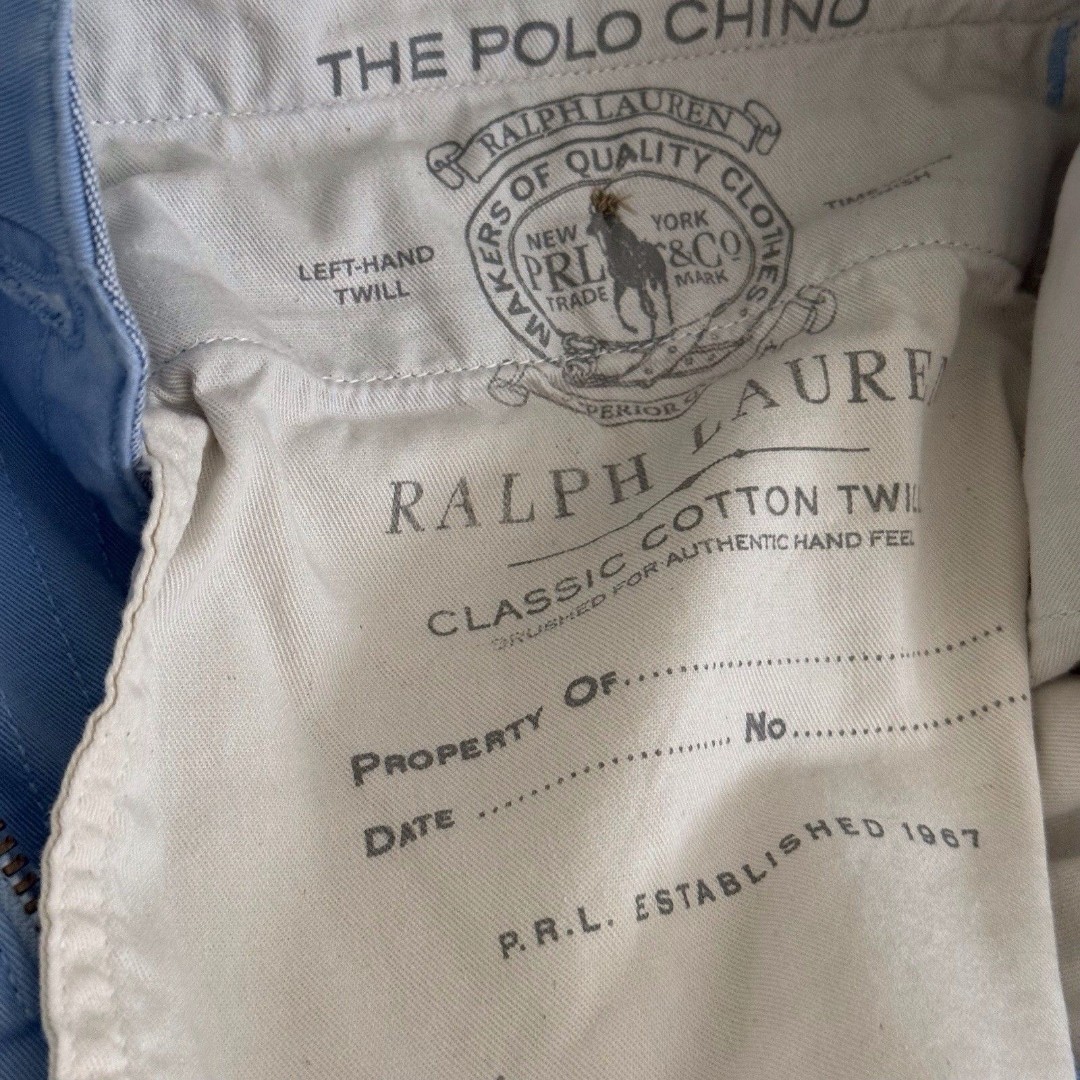 THE POLO CHINO
RALPH LAUREN
MAKERS OF QUALITY CLOTHES
NEW YORK
PRL &CO
TRADE MARK
LEFT-HAND
TWILL
RALPH LAUREN
CLASSIC COTTON TWILL
BRUSHED FOR AUTHENTIC HAND FEEL
PROPERTY OF
DATE No
P.R.L. ESTABLISHED 1967